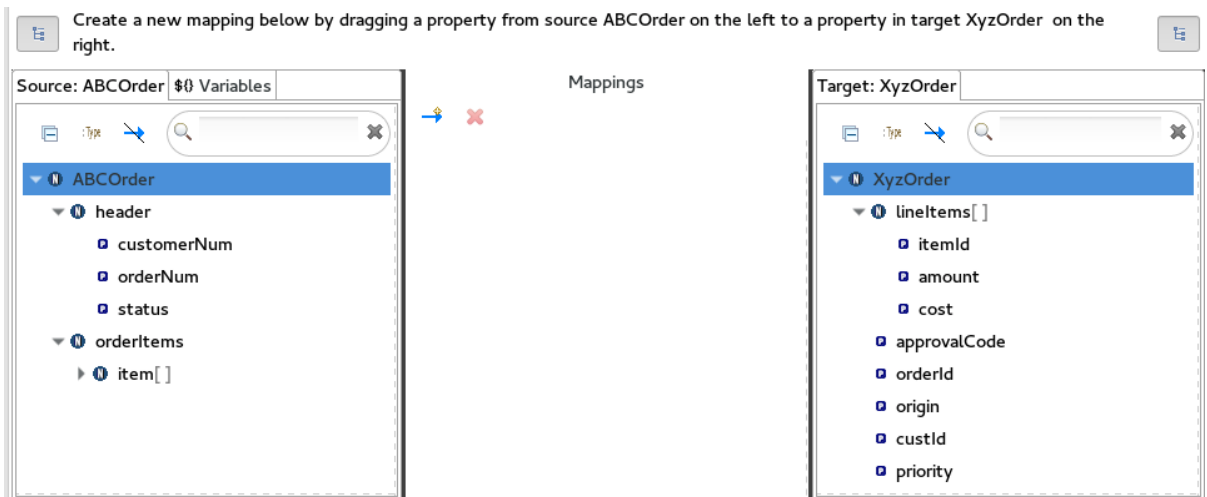 Create a new mapping below by dragging a property from source ABCOrder on the left to a property in target XyzOrder on the
right.
Source: ABCOrder
\${} Variables
Mappings
Target: XyzOrder
: Type
: Type
ABCOrder
header
customerNum
orderNum
status
orderItems
item[ ]
XyzOrder
lineItems[ ]
itemId
amount
cost
approvalCode
orderId
origin
custId
priority